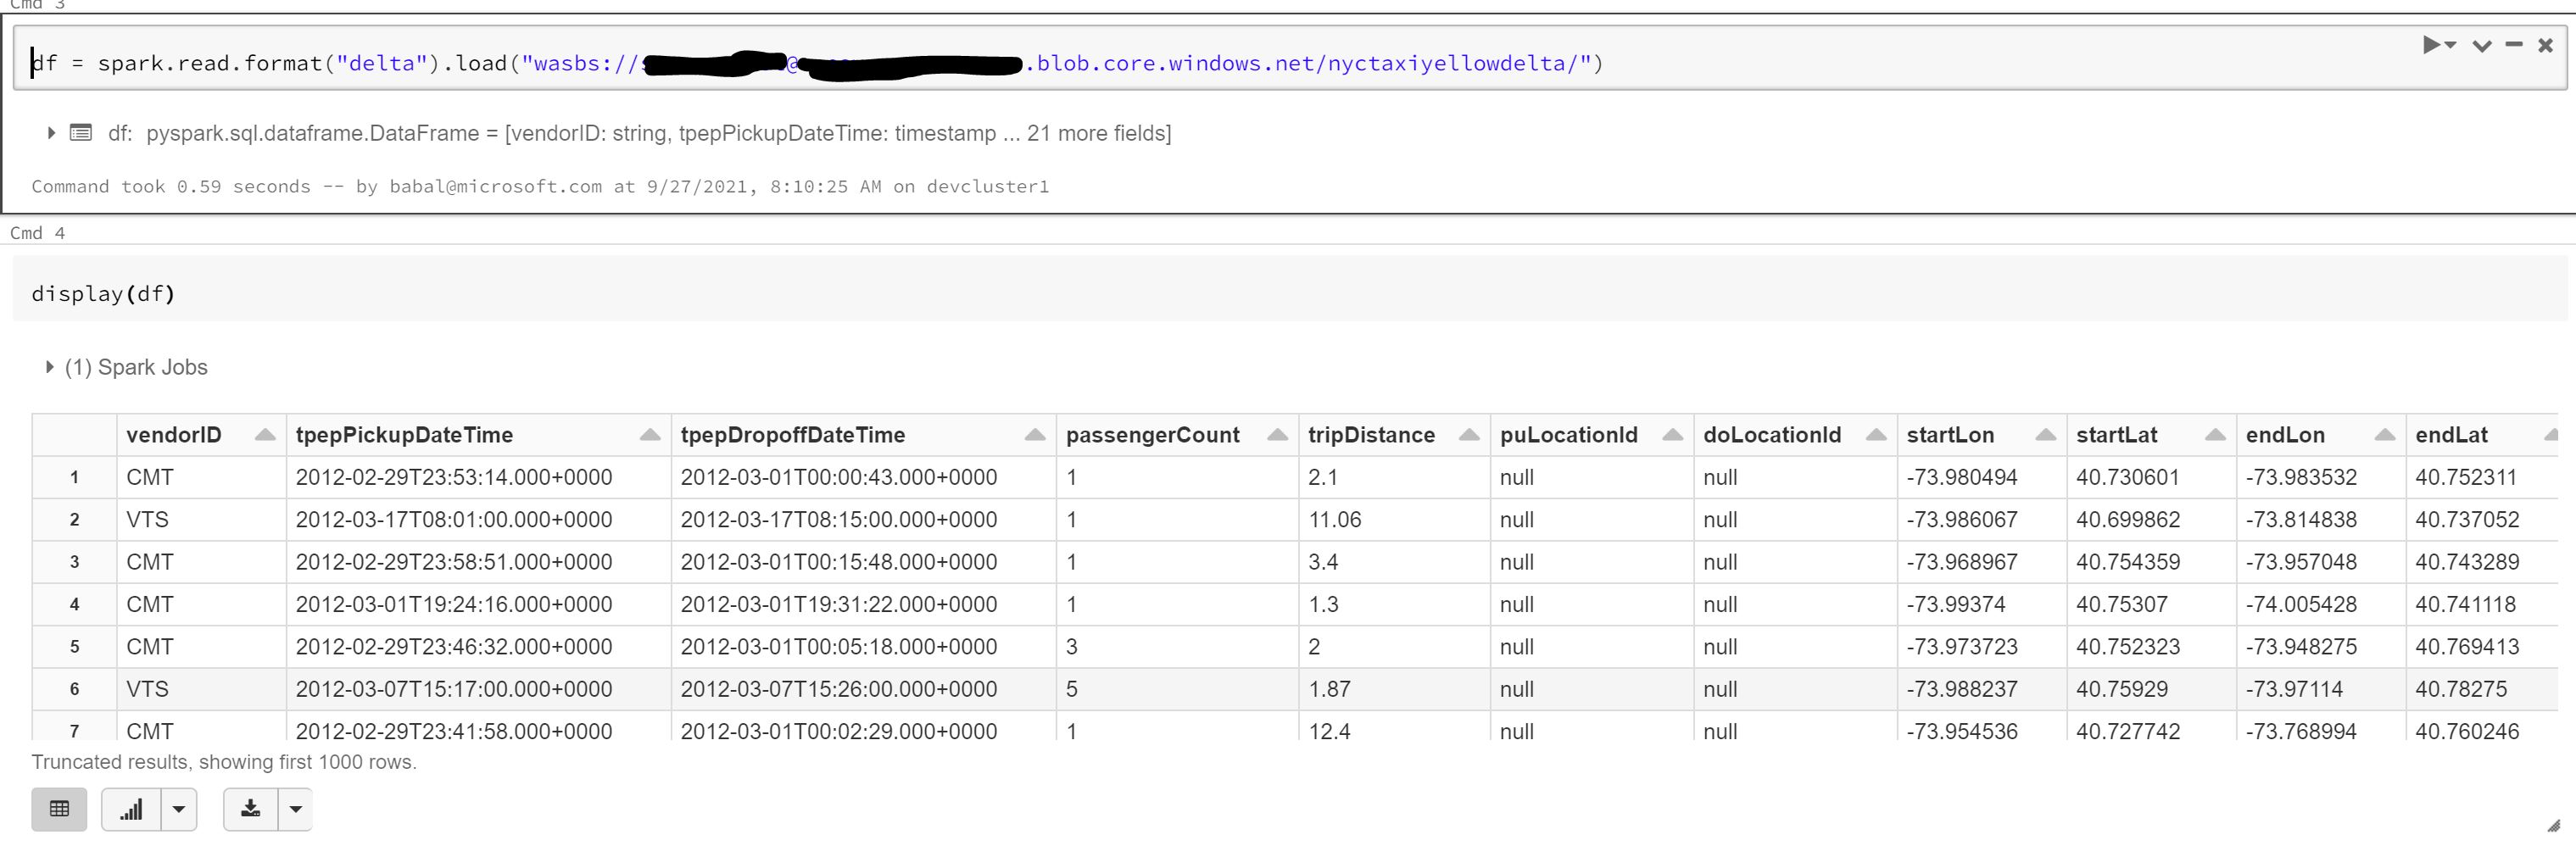 Cmd 3
df = spark.read.format("delta").load("wasbs://@.blob.core.windows.net/nyctaxiyellowdelta/")
df: pyspark.sql.dataframe.DataFrame = [vendorID: string, tpepPickupDateTime: timestamp ... 21 more fields]
Command took 0.59 seconds -- by babal@microsoft.com at 9/27/2021, 8:10:25 AM on devcluster1
Cmd 4
display(df)
(1) Spark Jobs
vendorID tpepPickupDateTime tpepDropoffDateTime passengerCount tripDistance puLocationId doLocationId startLon startLat endLon endLat
1 CMT 2012-02-29T23:53:14.000+0000 2012-03-01T00:00:43.000+0000 1 2.1 null null -73.980494 40.730601 -73.983532 40.752311
2 VTS 2012-03-17T08:01:00.000+0000 2012-03-17T08:15:00.000+0000 1 11.06 null null -73.986067 40.699862 -73.814838 40.737052
3 CMT 2012-02-29T23:58:51.000+0000 2012-03-01T00:15:48.000+0000 1 3.4 null null -73.968967 40.754359 -73.957048 40.743289
4 CMT 2012-03-01T19:24:16.000+0000 2012-03-01T19:31:22.000+0000 1 1.3 null null -73.99374 40.75307 -74.005428 40.741118
5 CMT 2012-02-29T23:46:32.000+0000 2012-03-01T00:05:18.000+0000 3 2 null null -73.973723 40.752323 -73.948275 40.769413
6 VTS 2012-03-07T15:17:00.000+0000 2012-03-07T15:26:00.000+0000 5 1.87 null null -73.988237 40.75929 -73.97114 40.78275
7 CMT 2012-02-29T23:41:58.000+0000 2012-03-01T00:02:29.000+0000 1 12.4 null null -73.954536 40.727742 -73.768994 40.760246
Truncated results, showing first 1000 rows.